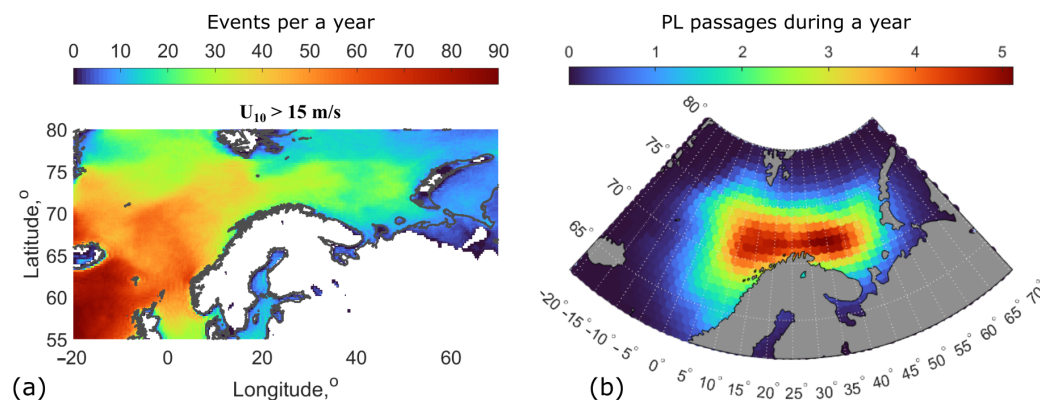 Events per a year
0 10 20 30 40 50 60 70 80 90
U10 > 15 m/s
80
75
70
65
60
55
Latitude,o
-20 0 20 40 60
Longitude,o
(a)
PL passages during a year
0 1 2 3 4 5
80°
75°
70°
65°
-20° -15° -10° -5° 0° 5° 10° 15° 20° 25° 30° 35° 40° 45° 50° 55° 60° 65° 70°
(b)